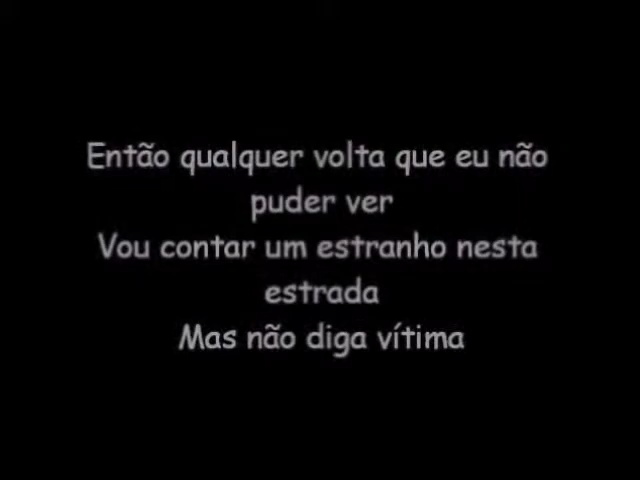 Então qualquer volta que eu não
puder ver
Vou contar um estranho nesta
estrada
Mas não diga vítima